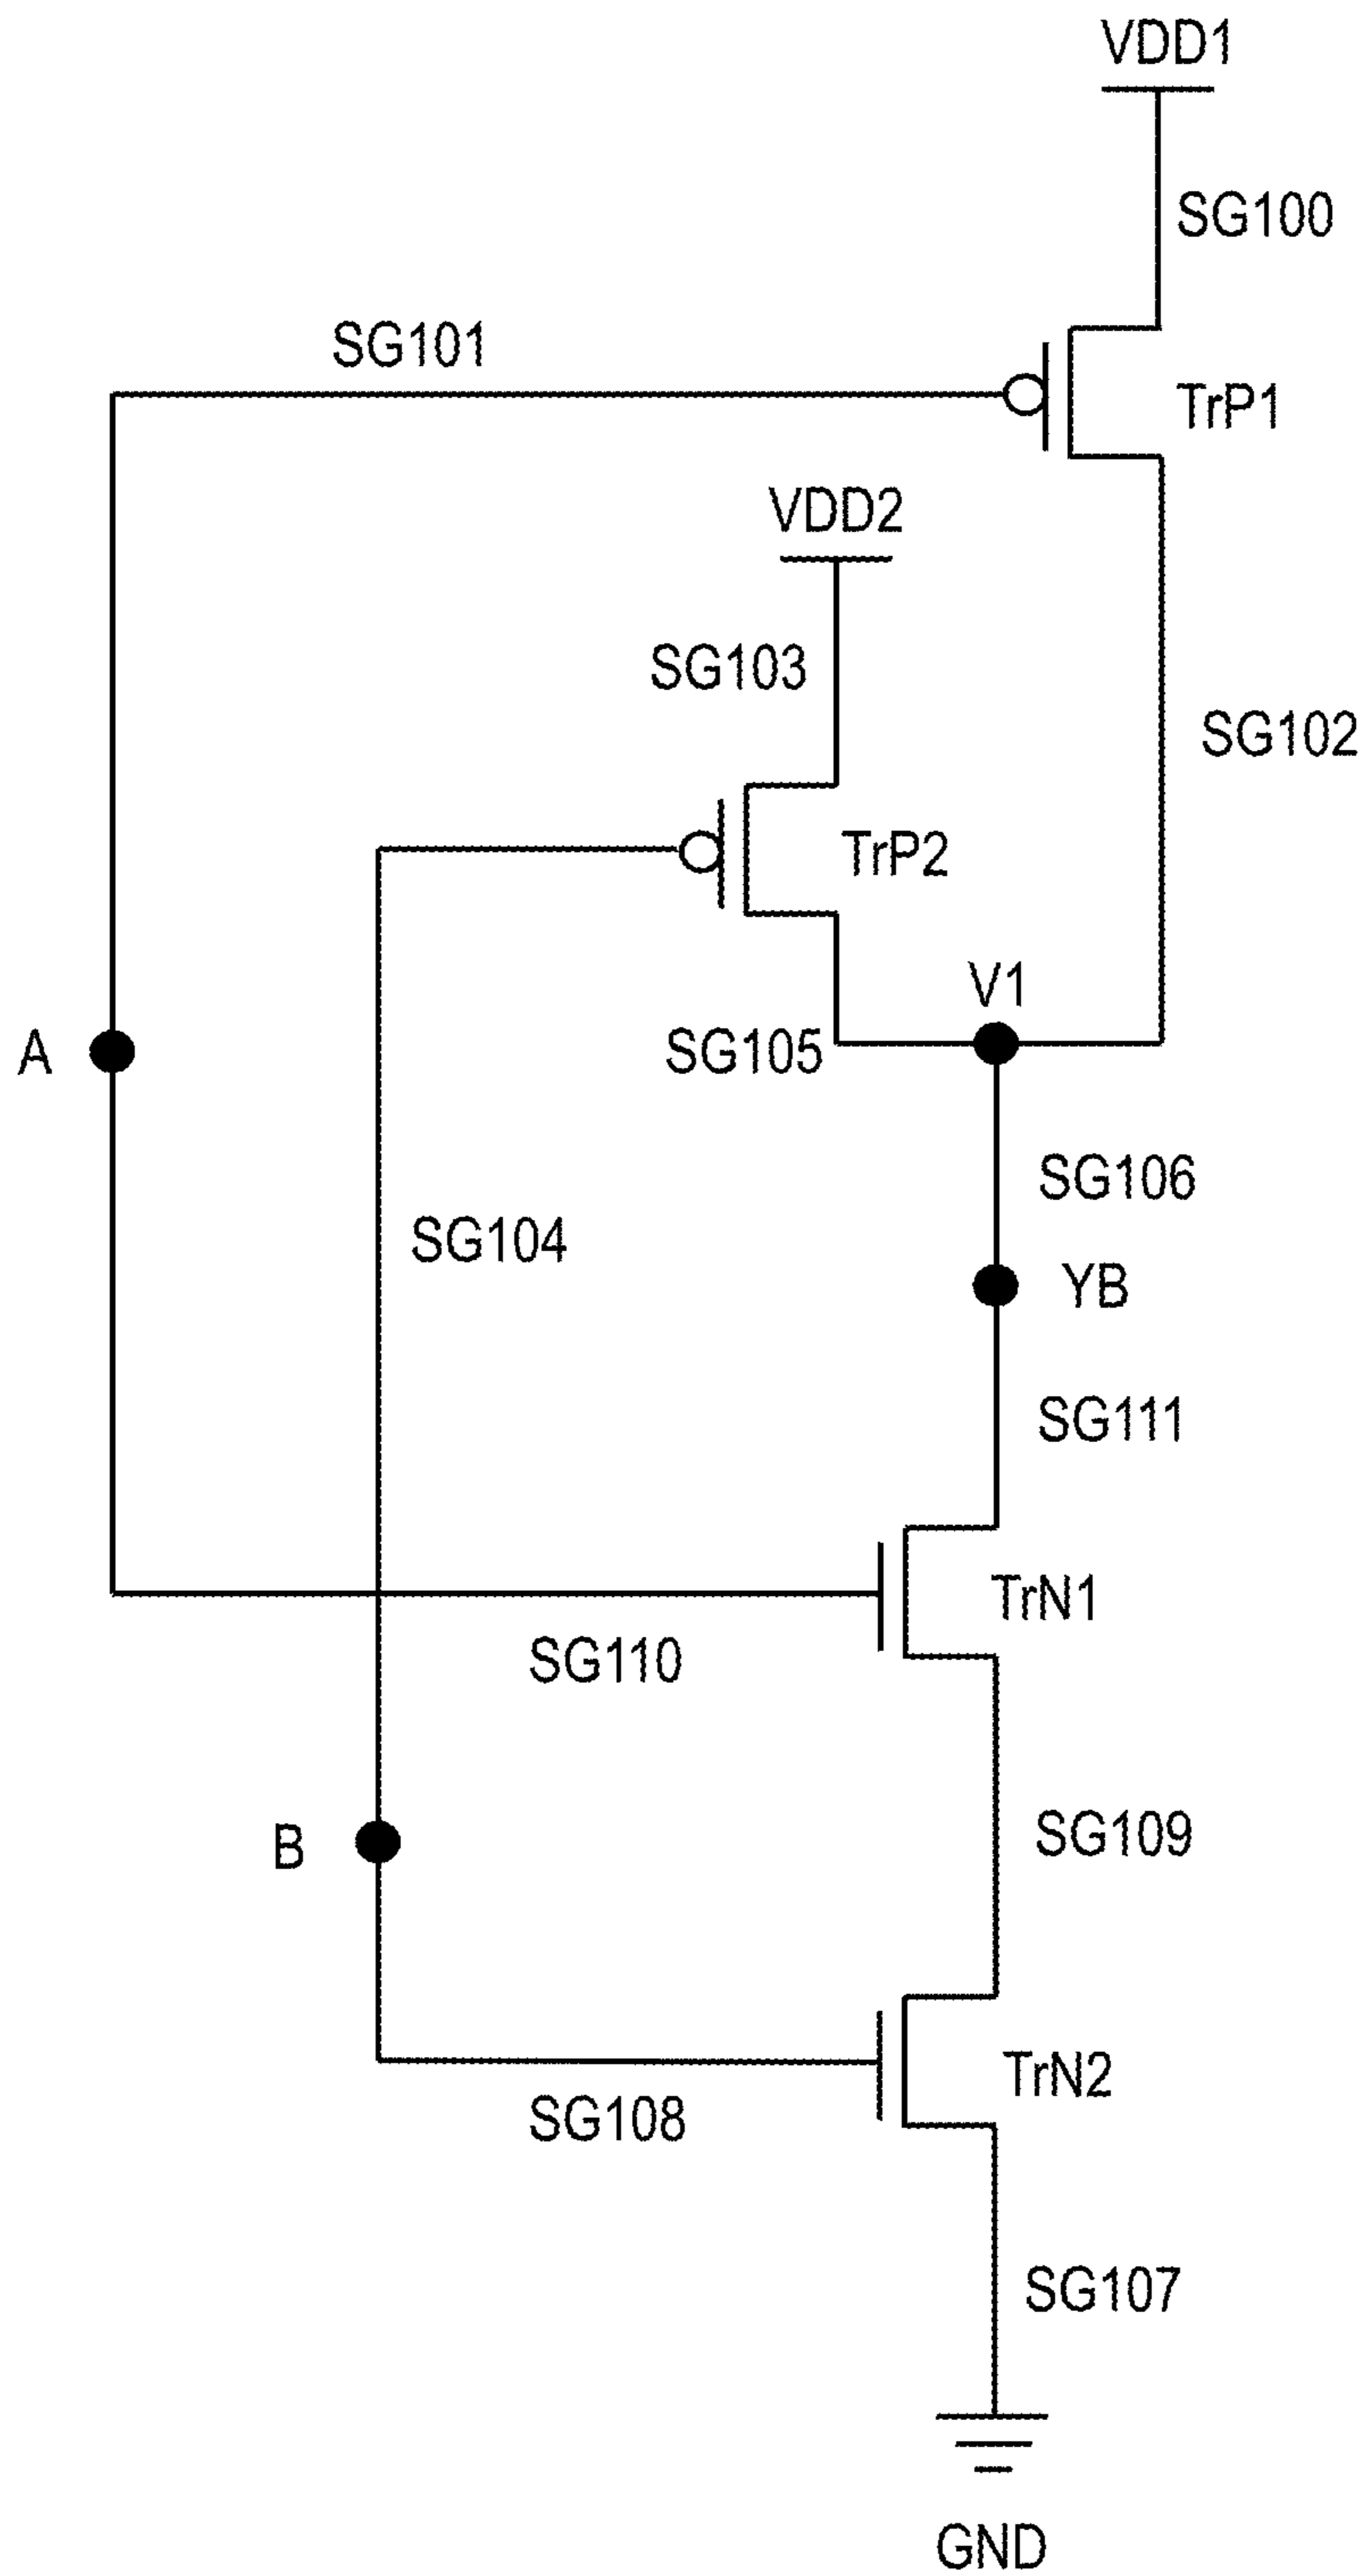 VDD1
SG100
SG101
TrP1
VDD2
SG103
SG102
TrP2
V1
A
SG105
SG106
SG104
YB
SG111
TrN1
SG110
SG109
B
TrN2
SG108
SG107
GND